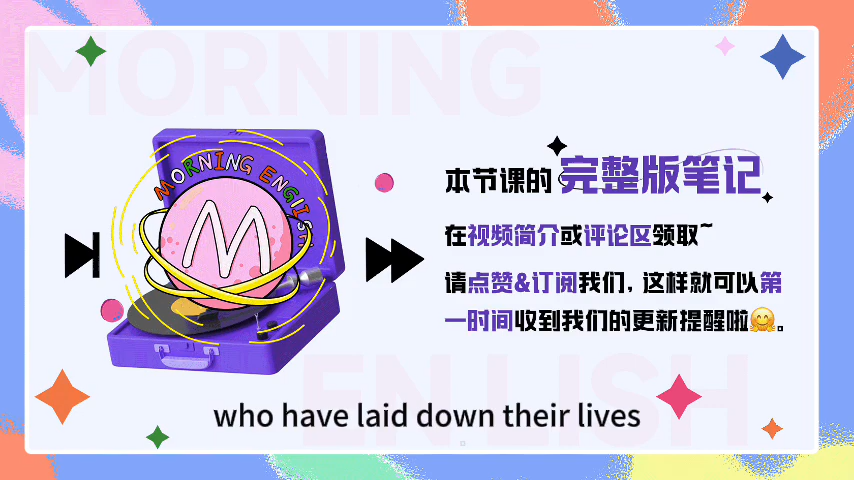 MORNING
MORNING ENGLISH
M
本节课的 完整版笔记
在视频简介或评论区领取~
请点赞&订阅我们, 这样就可以第
一时间收到我们的更新提醒啦🤗。
EN LISH
who have laid down their lives